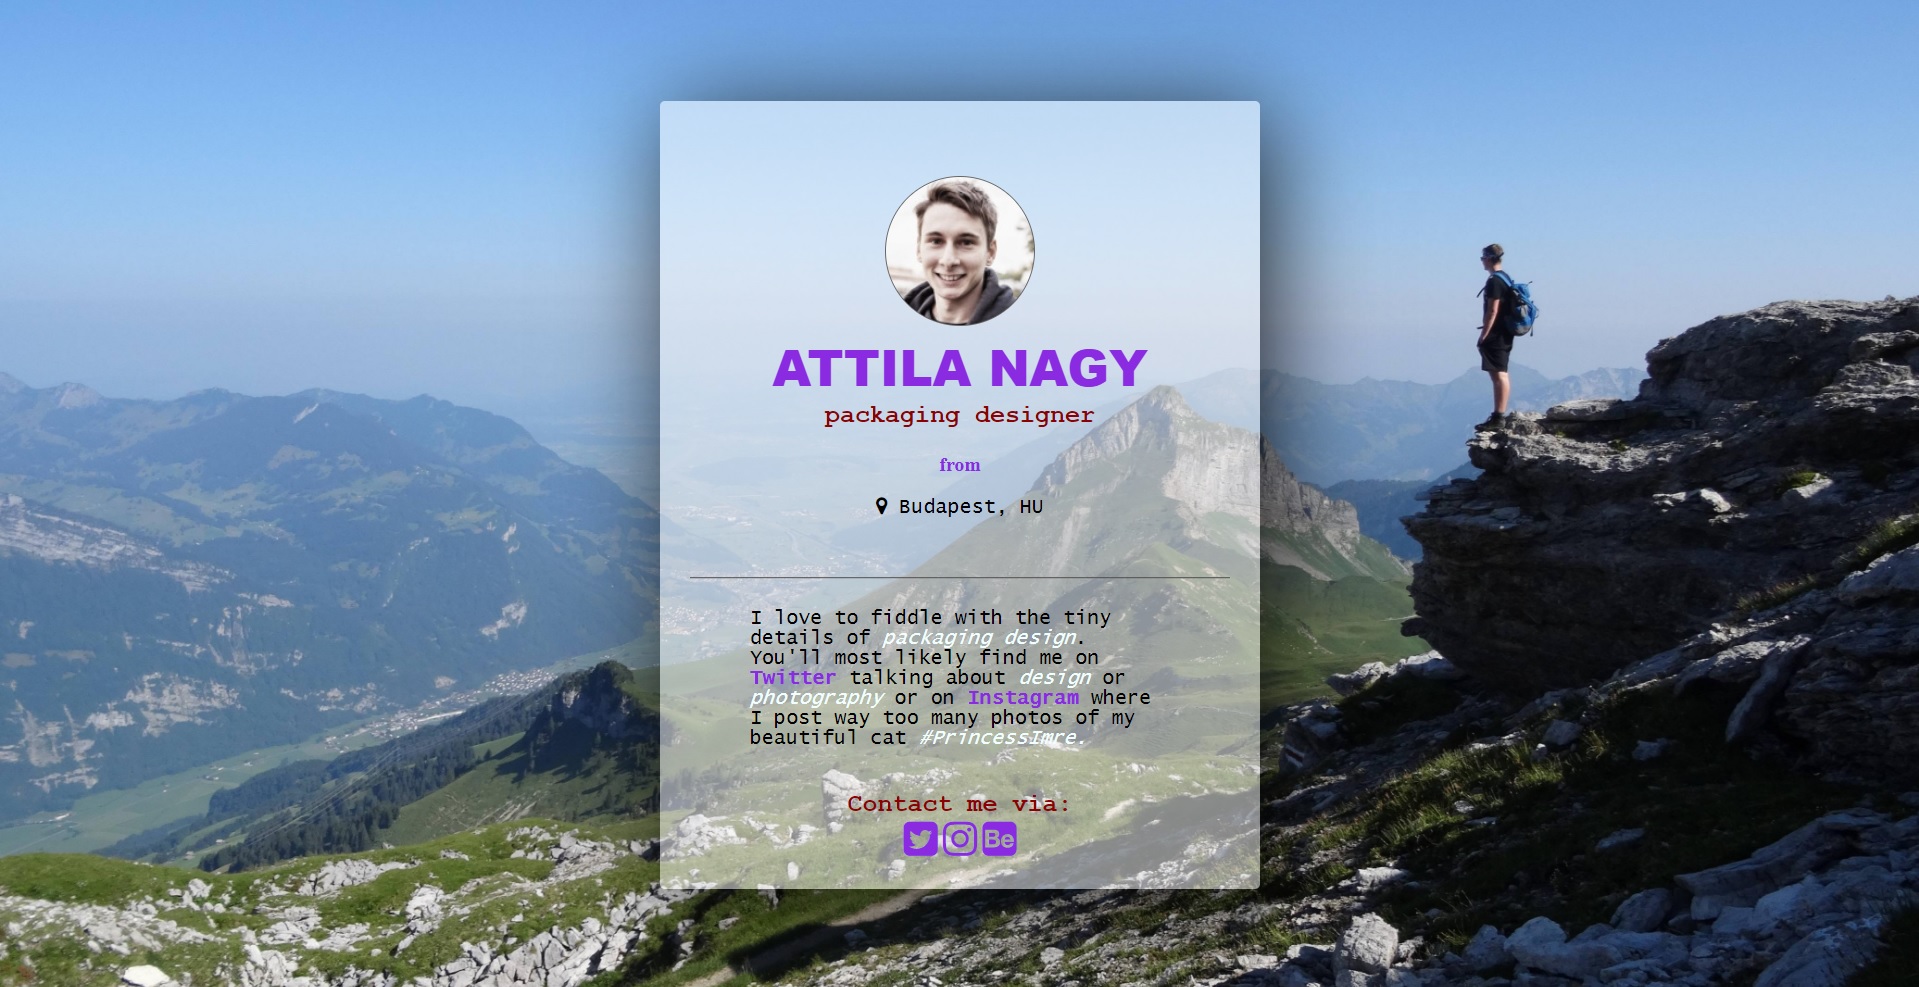 ATTILA NAGY
packaging designer
from
Budapest, HU
I love to fiddle with the tiny
details of packaging design.
You'll most likely find me on
Twitter talking about design or
photography or on Instagram where
I post way too many photos of my
beautiful cat #PrincessImre.
Contact me via:
Be